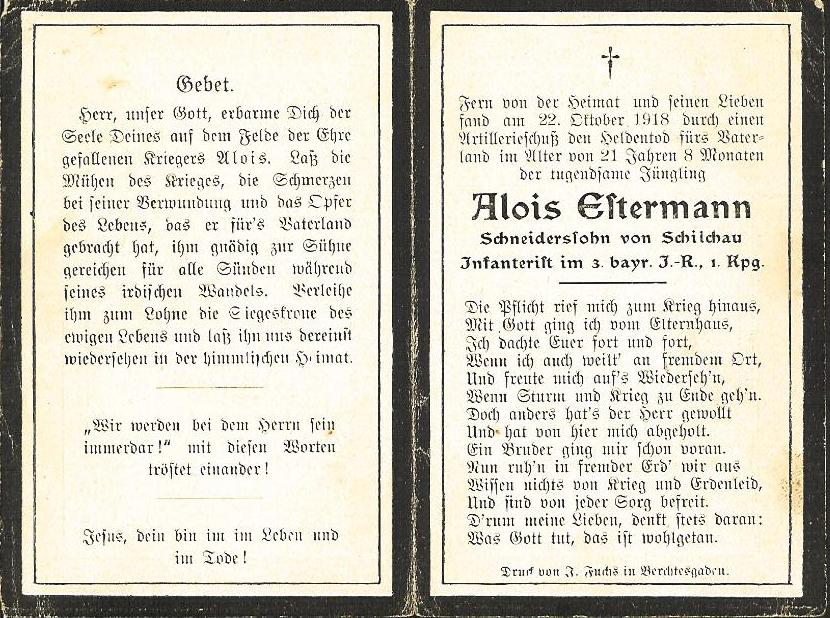 Gebet.
Herr, unser Gott, erbarme Dich der
Seele Deines auf dem Felde der Ehre
gefallenen Kriegers Alois. Laß die
Mühen des Krieges, die Schmerzen
bei seiner Verwundung und das Opfer
des Lebens, das er für's Vaterland
gebracht hat, ihm gnädig zur Sühne
gereichen für alle Sünden während
seines irdischen Wandels. Verleihe
ihm zum Lohne die Siegeskrone des
ewigen Lebens und laß ihn uns dereinst
wiedersehen in der himmlischen Heimat.
„Wir werden bei dem Herrn sein
immerdar!" mit diesen Worten
tröstet einander!
Jesus, dein bin im im Leben und
im Tode!
†
Fern von der Heimat und seinen Lieben
fand am 22. Oktober 1918 durch einen
Artillerieschuß den Heldentod fürs Vater-
land im Alter von 21 Jahren 8 Monaten
der tugendsame Jüngling
Alois Estermann
Schneiderssohn von Schilchau
Infanterist im 3. bayr. J.-R., 1. Kpg.
Die Pflicht rief mich zum Krieg hinaus,
Mit Gott ging ich vom Elternhaus,
Ich dachte Euer fort und fort,
Wenn ich auch weilt' an fremdem Ort,
Und freute mich auf's Wiederseh'n,
Wenn Sturm und Krieg zu Ende geh'n.
Doch anders hat's der Herr gewollt
Und hat von hier mich abgeholt.
Ein Bruder ging mir schon voran.
Nun ruh'n in fremder Erd' wir aus
Wissen nichts von Krieg und Erdenleid,
Und sind von jeder Sorg befreit.
D'rum meine Lieben, denkt stets daran:
Was Gott tut, das ist wohlgetan.
Druck von J. Fuchs in Berchtesgaden.